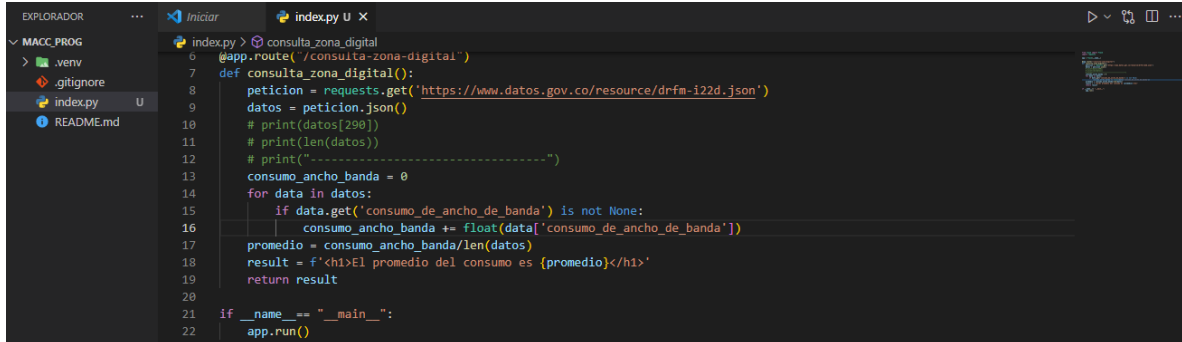 EXPLORADOR ···
Iniciar
index.py U ×
MACC_PROG
.venv
.gitignore
index.py U
README.md
index.py > consulta_zona_digital
6 @app.route("/consulta-zona-digital")
7 def consulta_zona_digital():
8 peticion = requests.get('https://www.datos.gov.co/resource/drfm-i22d.json')
9 datos = peticion.json()
10 # print(datos[290])
11 # print(len(datos))
12 # print("----------------------------------")
13 consumo_ancho_banda = 0
14 for data in datos:
15 if data.get('consumo_de_ancho_de_banda') is not None:
16 consumo_ancho_banda += float(data['consumo_de_ancho_de_banda'])
17 promedio = consumo_ancho_banda/len(datos)
18 result = f'<h1>El promedio del consumo es {promedio}</h1>'
19 return result
20
21 if __name__== "__main__":
22 app.run()